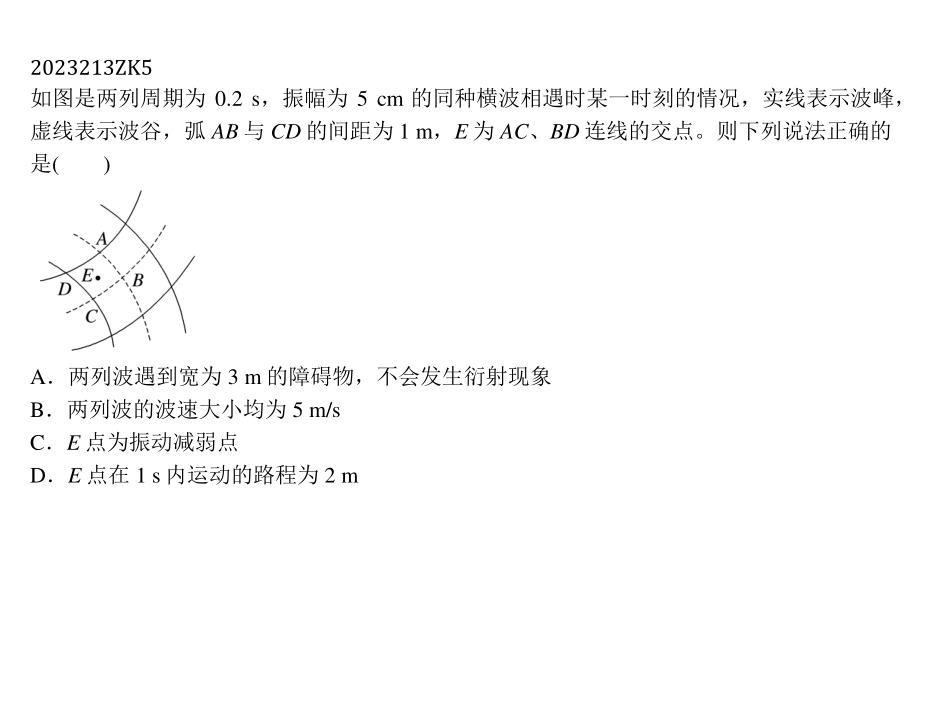 2023213ZK5
如图是两列周期为 0.2 s，振幅为 5 cm 的同种横波相遇时某一时刻的情况，实线表示波峰，
虚线表示波谷，弧 AB 与 CD 的间距为 1 m，E 为 AC、BD 连线的交点。则下列说法正确的
是(　　)
A
E
B
D
C
A．两列波遇到宽为 3 m 的障碍物，不会发生衍射现象
B．两列波的波速大小均为 5 m/s
C．E 点为振动减弱点
D．E 点在 1 s 内运动的路程为 2 m